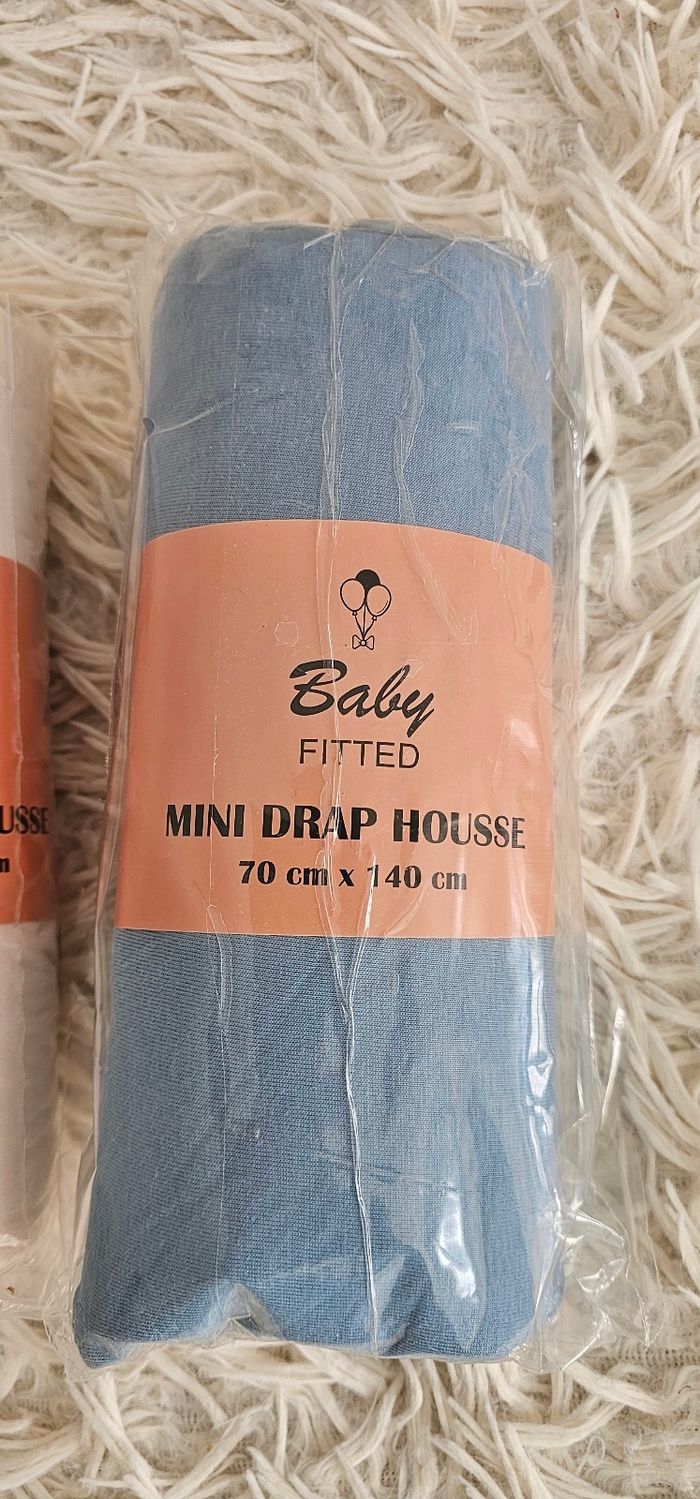 Baby
FITTED
MINI DRAP HOUSSE
70 cm x 140 cm